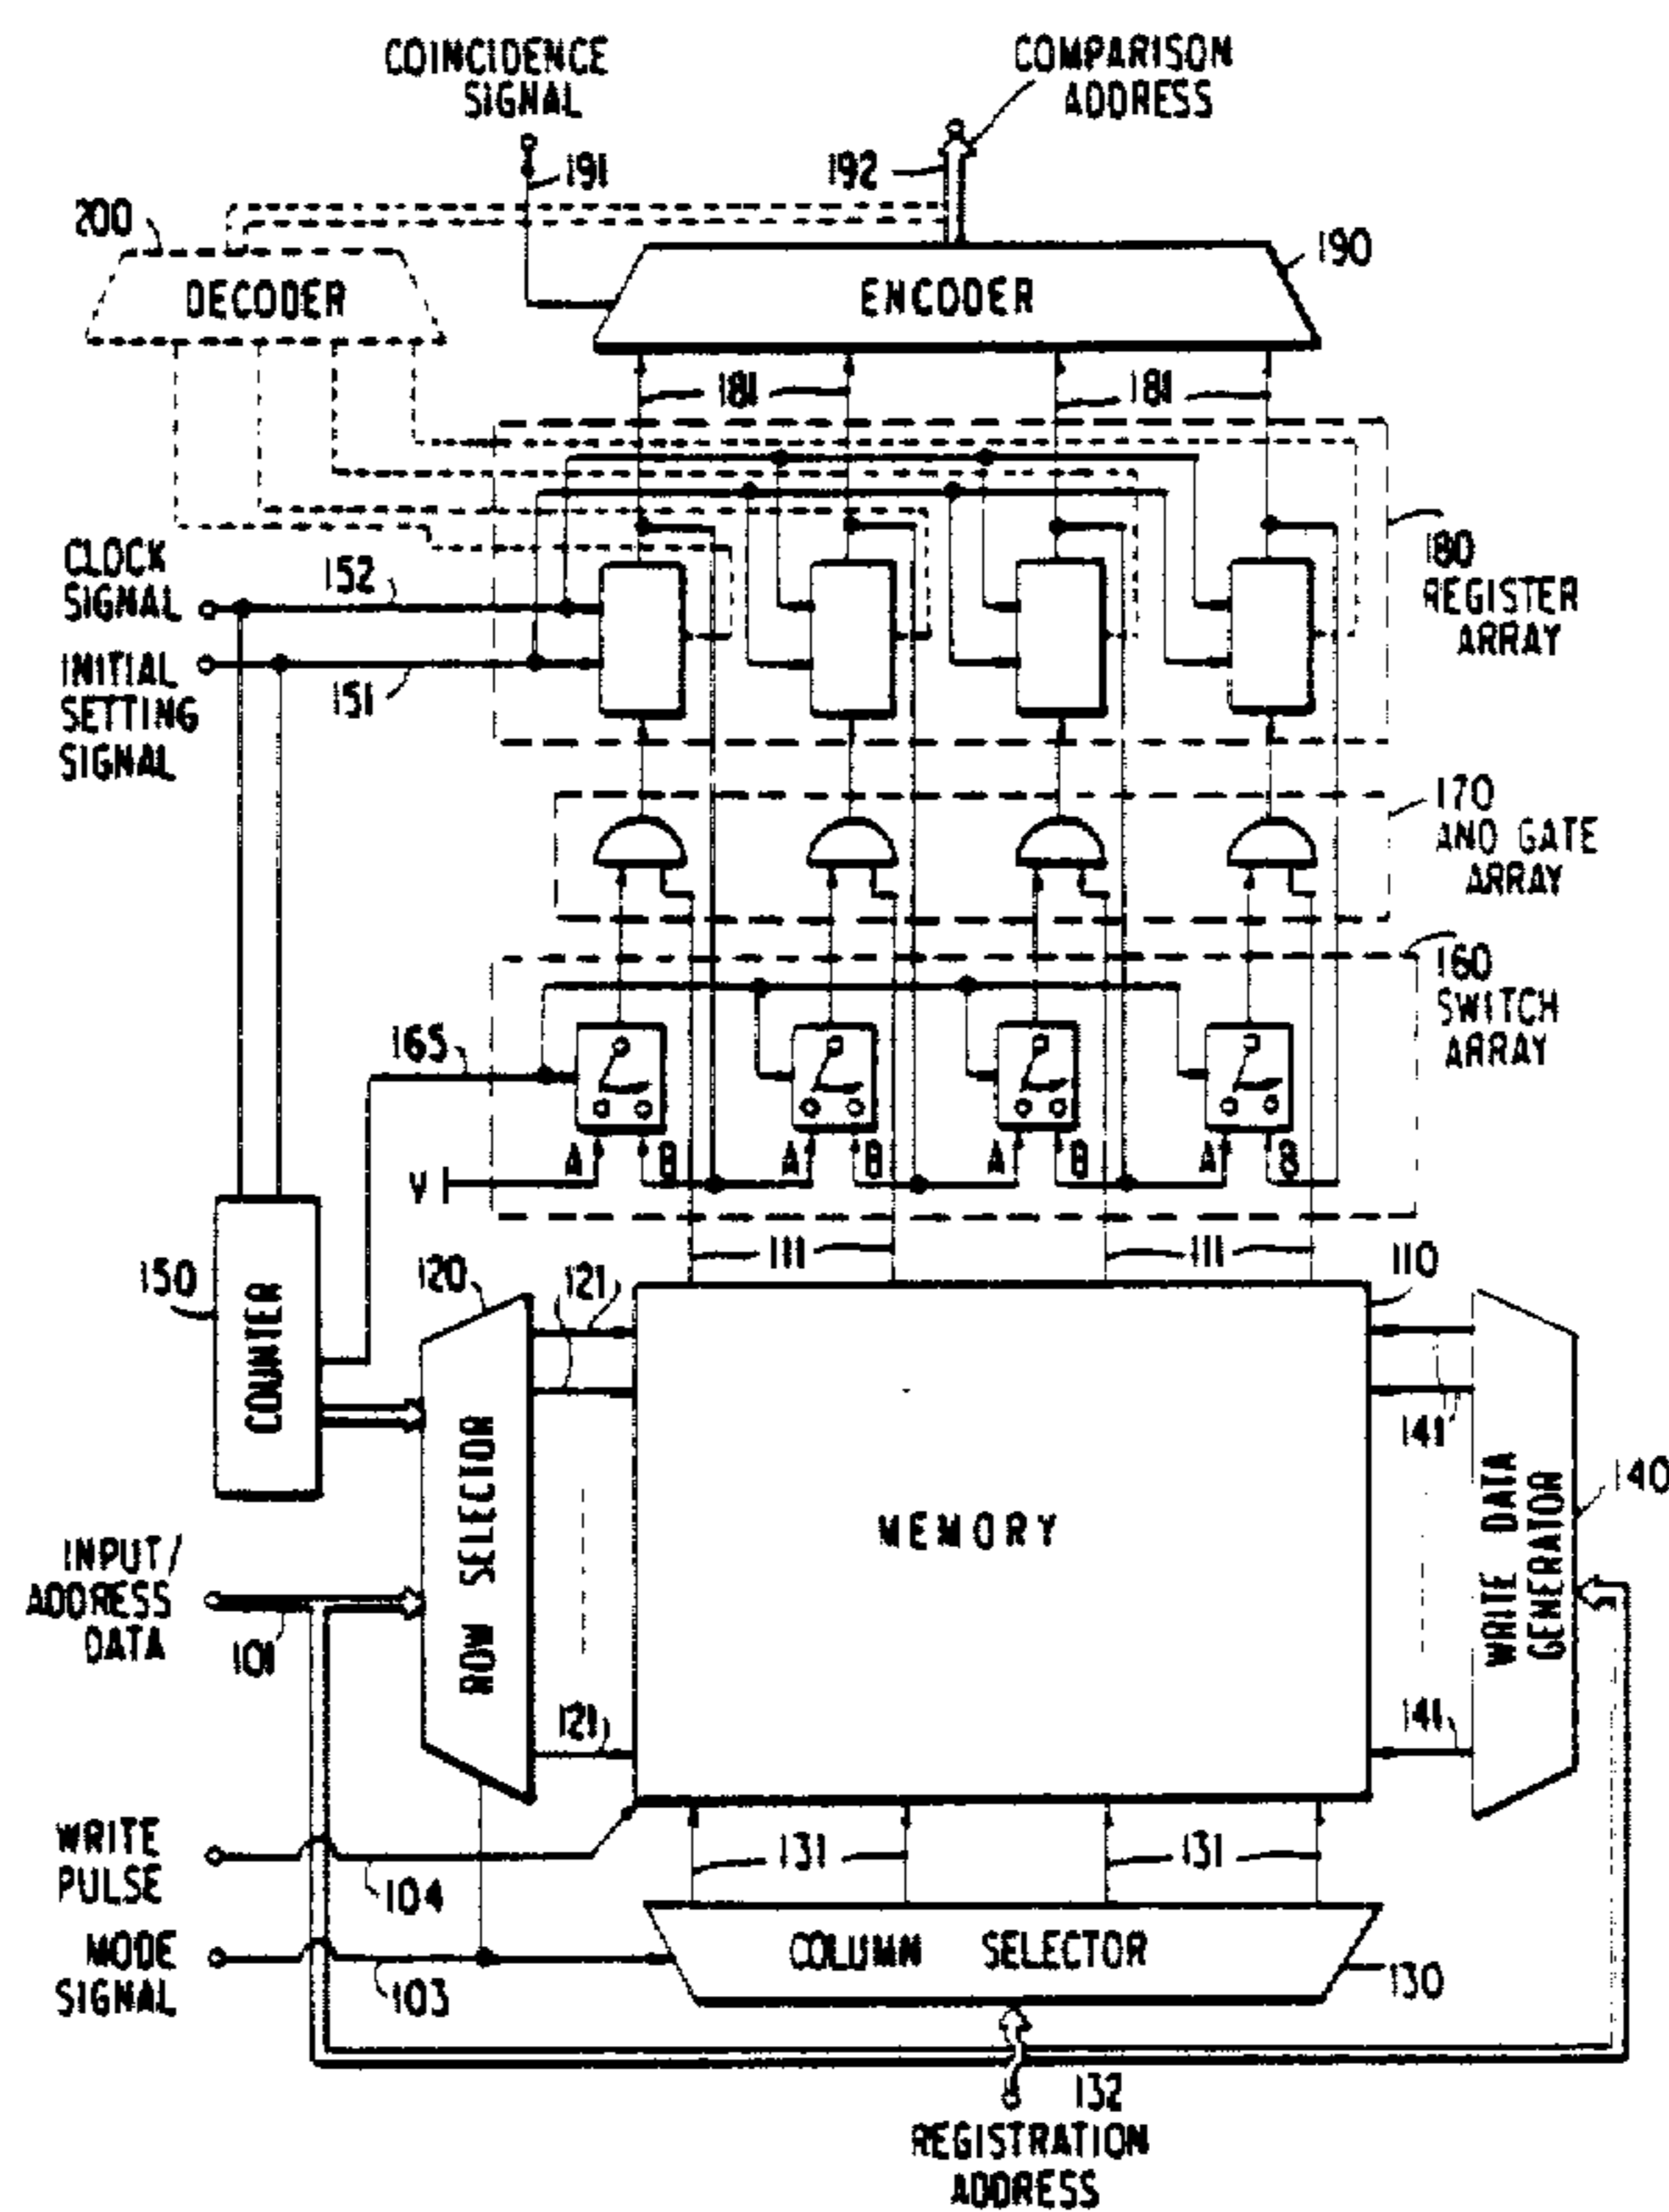 COINCIDENCE
SIGNAL
COMPARISON
ADDRESS
191
192
200
190
DECODER
ENCODER
181
181
CLOCK
SIGNAL
152
180
REGISTER
ARRAY
INITIAL
SETTING
SIGNAL
151
170
AND GATE
ARRAY
160
SWITCH
ARRAY
165
A
B
A
B
A
B
A
B
V
111
111
110
150
120
121
COUNTER
141
ROW SELECTOR
MEMORY
WRITE DATA
GENERATOR
140
INPUT/
ADDRESS
DATA
101
121
141
WRITE
PULSE
104
131
131
MODE
SIGNAL
103
COLUMN SELECTOR
130
132
REGISTRATION
ADDRESS